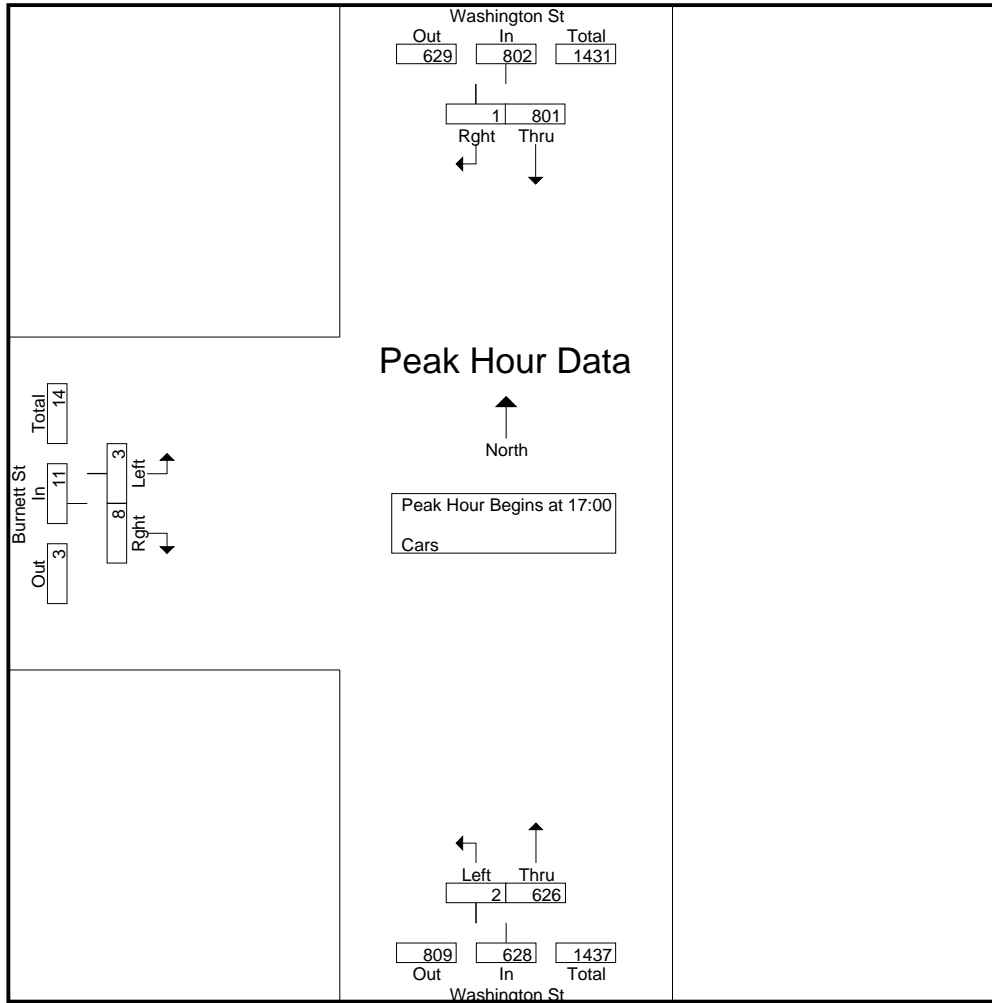 Washington St
Out In Total
629 802 1431
1 801
Rght Thru
Peak Hour Data
North
Peak Hour Begins at 17:00
Cars
Burnett St
Out In Total
3 11 14
8 3
Rght Left
Left Thru
2 626
809 628 1437
Out In Total
Washington St